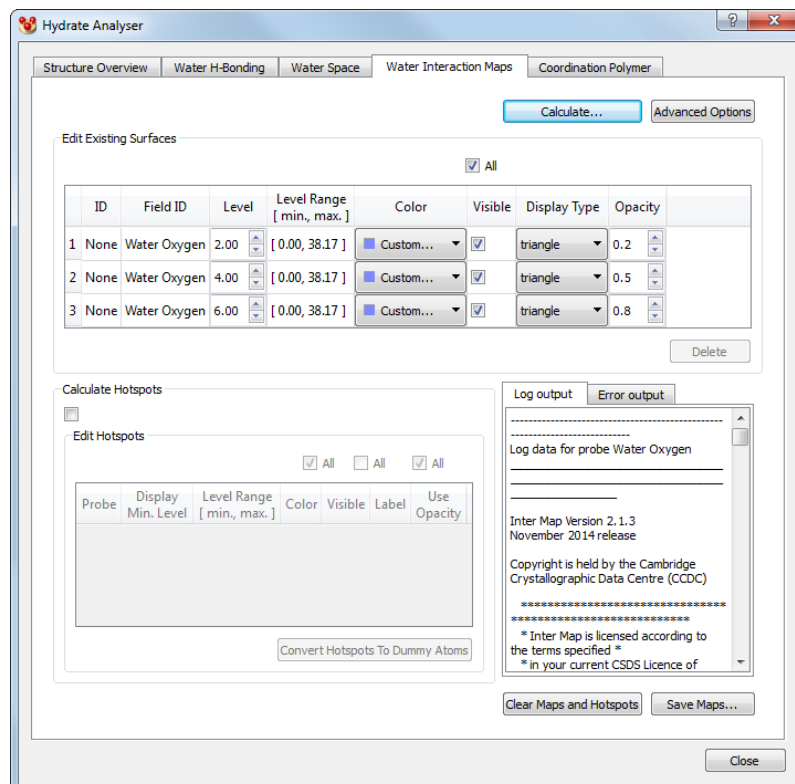 Hydrate Analyser
Structure Overview
Water H-Bonding
Water Space
Water Interaction Maps
Coordination Polymer
Calculate...
Advanced Options
Edit Existing Surfaces
All
ID Field ID Level Level Range [ min., max. ] Color Visible Display Type Opacity
1 None Water Oxygen 2.00 [ 0.00, 38.17 ] Custom... triangle 0.2
2 None Water Oxygen 4.00 [ 0.00, 38.17 ] Custom... triangle 0.5
3 None Water Oxygen 6.00 [ 0.00, 38.17 ] Custom... triangle 0.8
Delete
Calculate Hotspots
Edit Hotspots
All All All
Probe Display Min. Level Level Range [ min., max. ] Color Visible Label Use Opacity
Convert Hotspots To Dummy Atoms
Log output
Error output
------------------------------------------------
---------------------------
Log data for probe Water Oxygen
________________________________
________________________________
________________
Inter Map Version 2.1.3
November 2014 release
Copyright is held by the Cambridge
Crystallographic Data Centre (CCDC)
*******************************
***************************
* Inter Map is licensed according to
the terms specified *
* in your current CSDS Licence of
Clear Maps and Hotspots
Save Maps...
Close